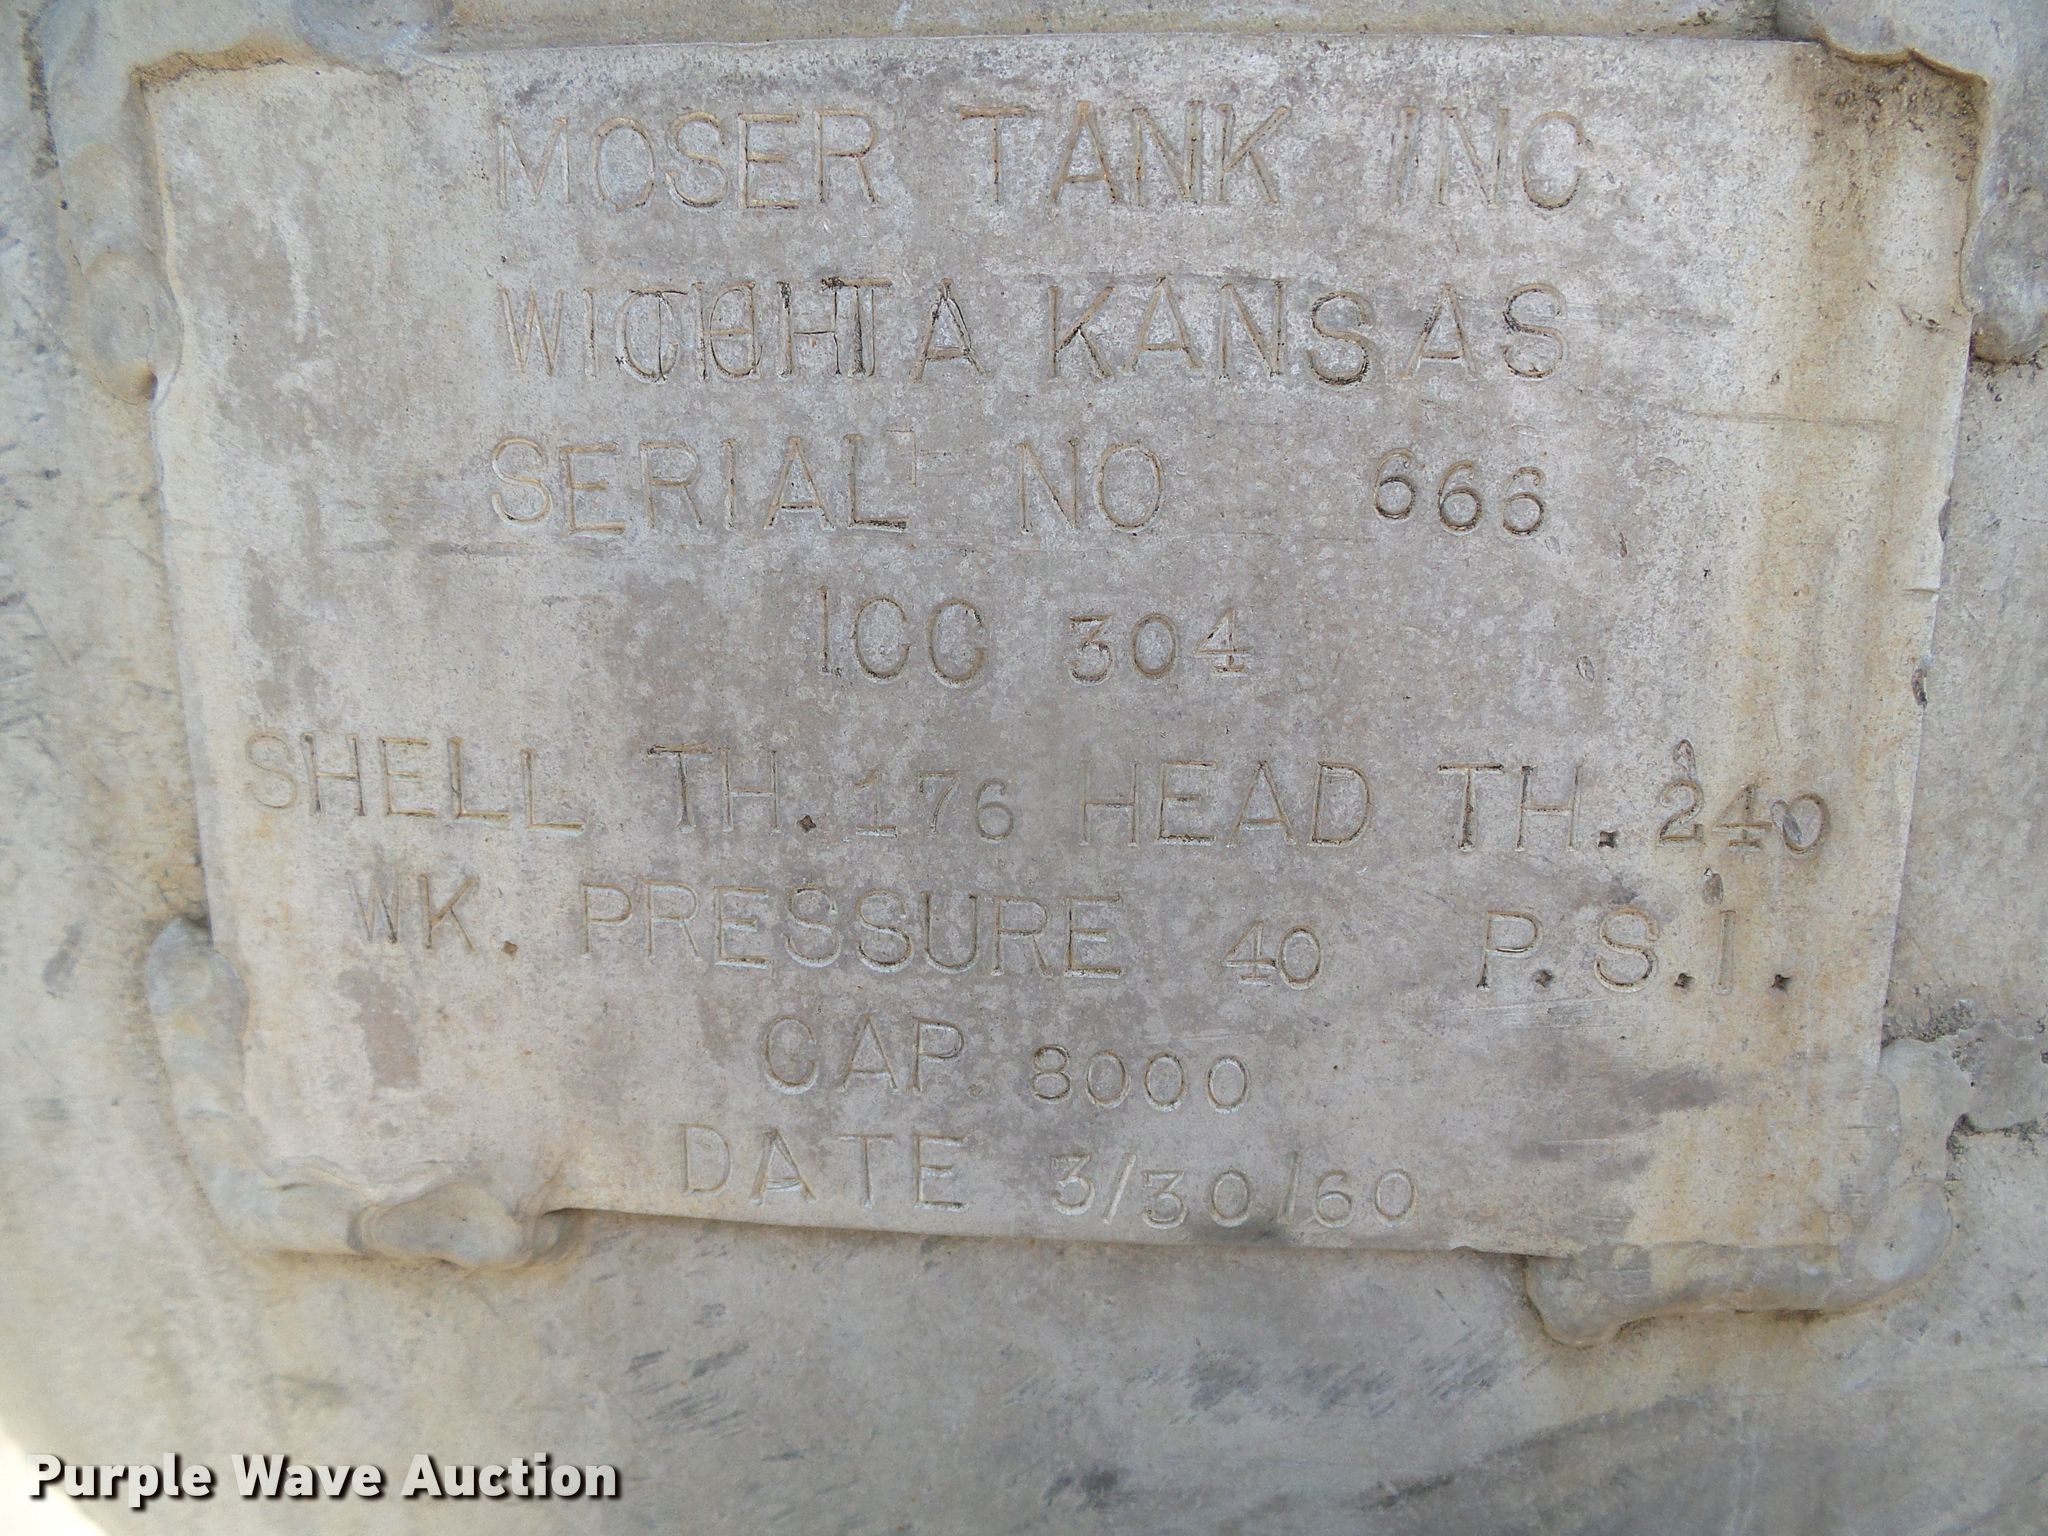 MOSER TANK INC
WICHITA KANSAS
SERIAL NO 666
ICC 304
SHELL TH. 176 HEAD TH. 240
WK. PRESSURE 40 P.S.I.
CAP. 8000
DATE 3/30/60
Purple Wave Auction